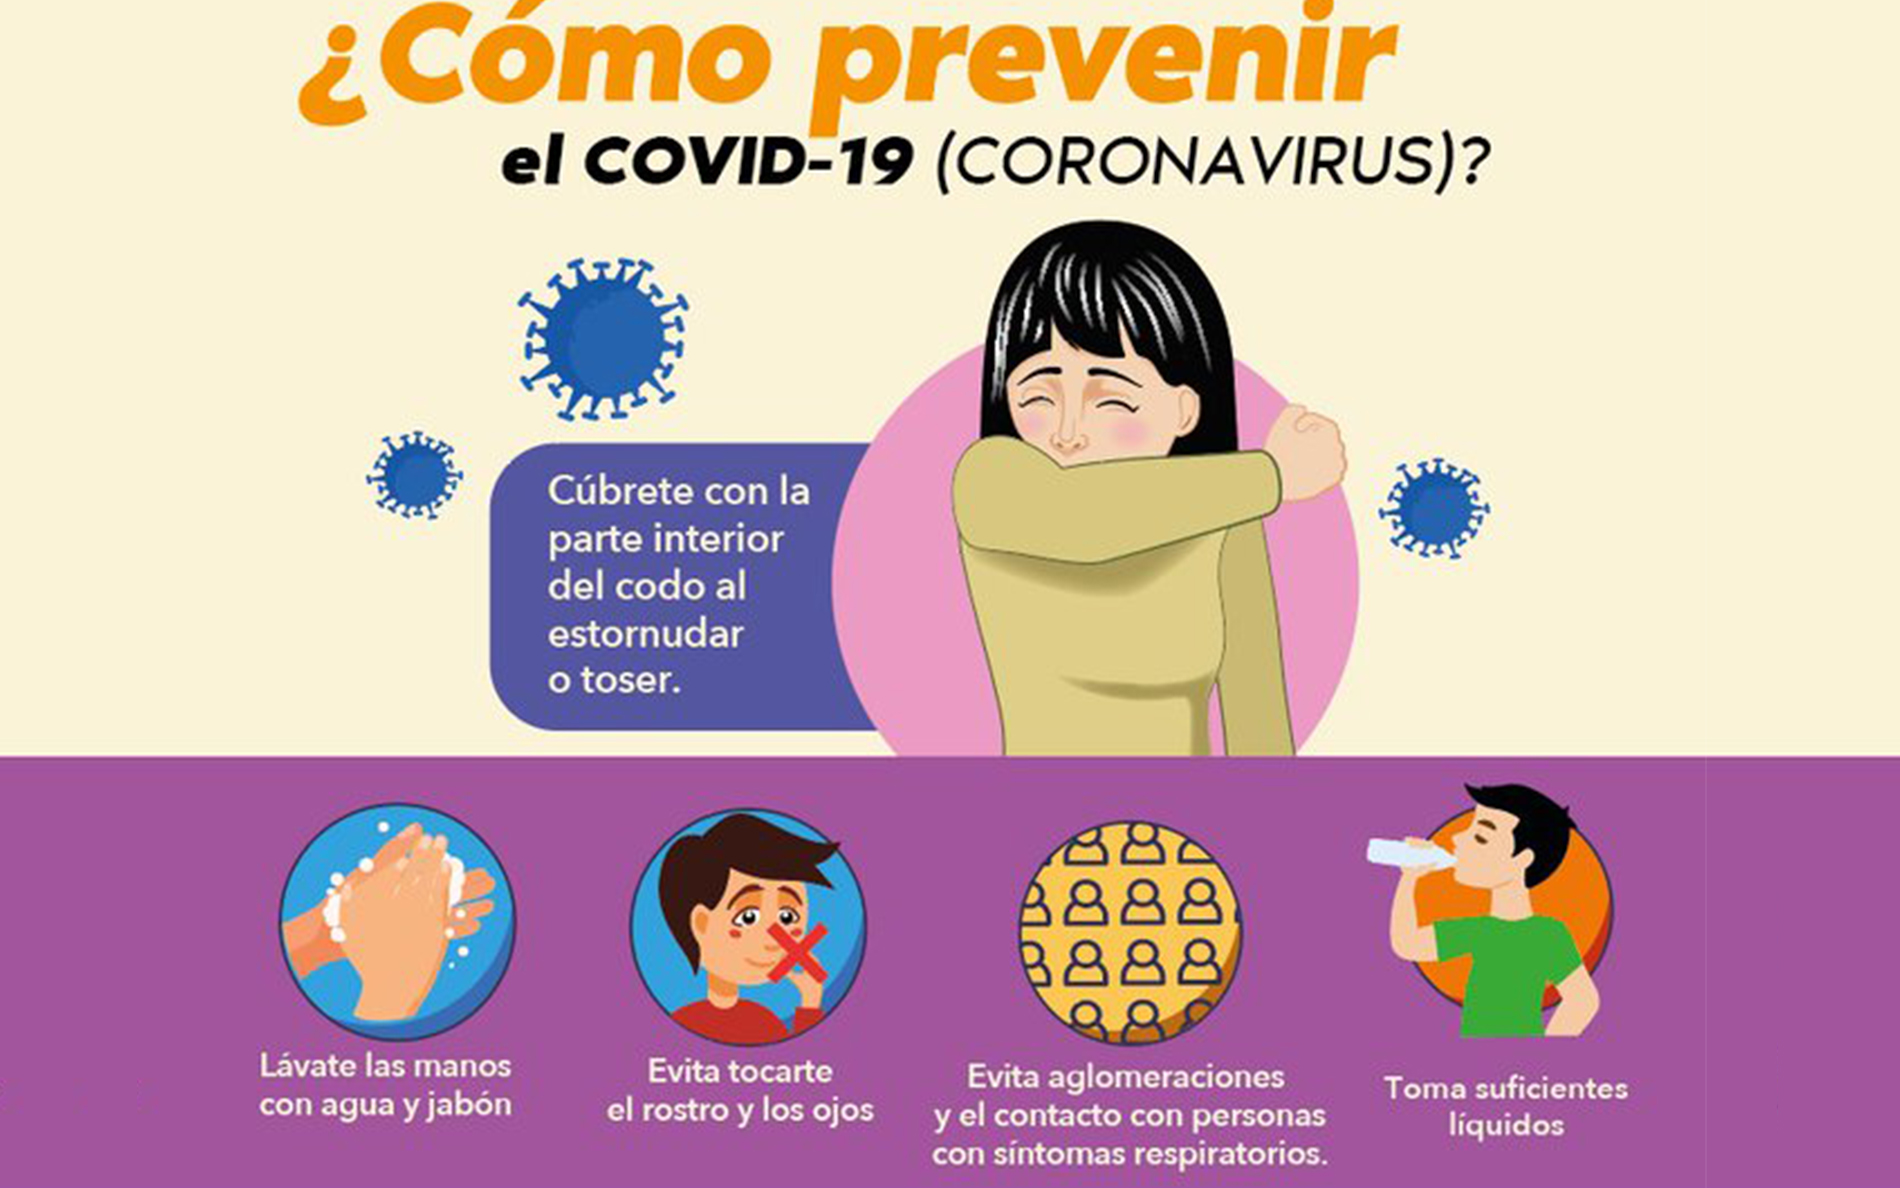 ¿Cómo prevenir
el COVID-19 (CORONAVIRUS)?
Cúbrete con la
parte interior
del codo al
estornudar
o toser.
Lávate las manos
con agua y jabón
Evita tocarte
el rostro y los ojos
Evita aglomeraciones
y el contacto con personas
con síntomas respiratorios.
Toma suficientes
líquidos